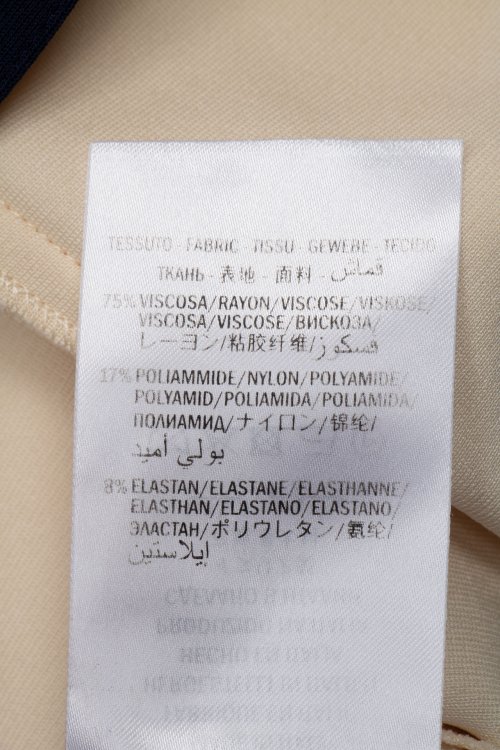 TESSUTO - FABRIC - TISSU - GEWEBE - TECIDO
ТКАНЬ - 表地 - 面料 - قماش
75% VISCOSA/RAYON/VISCOSE/VISKOSE/
VISCOSA/VISCOSE/ВИСКОЗА/
レーヨン/粘胶纤维/فسكوز
17% POLIAMMIDE/NYLON/POLYAMIDE/
POLYAMID/POLIAMIDA/POLIAMIDA/
ПОЛИАМИД/ナイロン/锦纶/
بولي أميد
8% ELASTAN/ELASTANE/ELASTHANNE/
ELASTHAN/ELASTANO/ELASTANO/
ЭЛАСТАН/ポリウレタン/氨纶/
إيلاستين